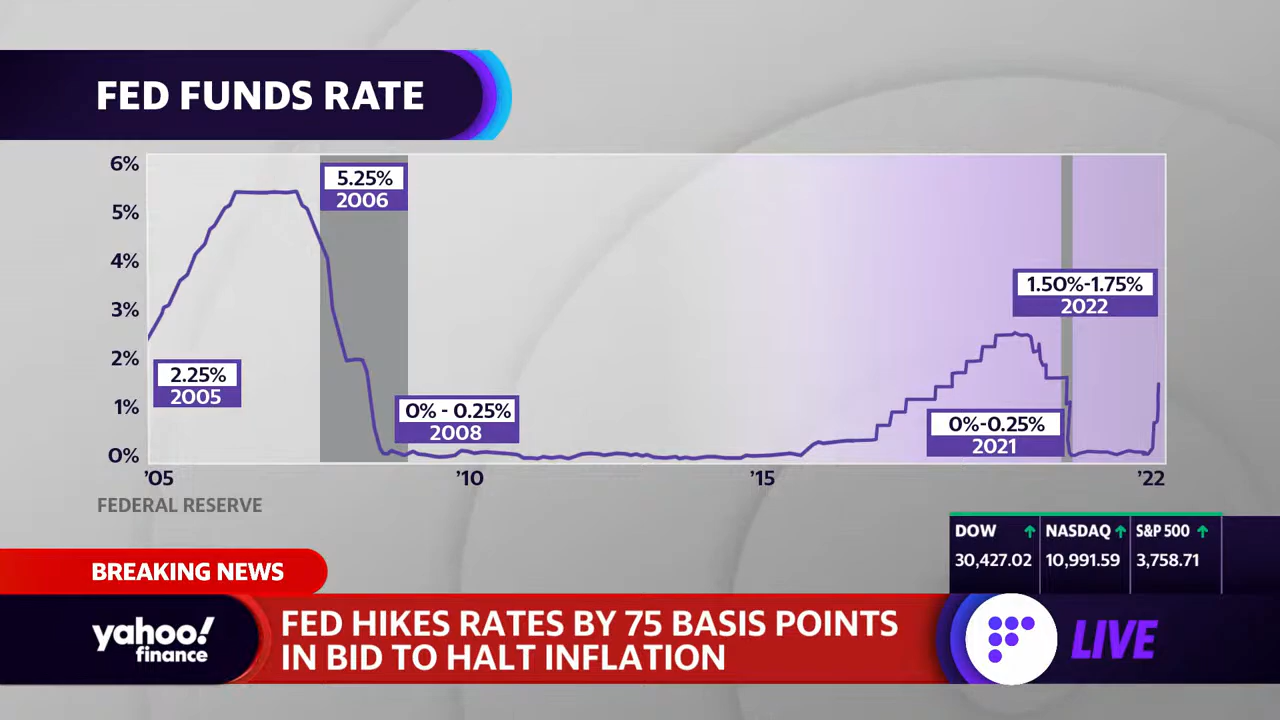 FED FUNDS RATE
6%
5%
4%
3%
2%
1%
0%
5.25%
2006
1.50%-1.75%
2022
2.25%
2005
0% - 0.25%
2008
0%-0.25%
2021
'05
'10
'15
'22
FEDERAL RESERVE
DOW NASDAQ S&P 500
30,427.02 10,991.59 3,758.71
BREAKING NEWS
yahoo!
finance
FED HIKES RATES BY 75 BASIS POINTS
IN BID TO HALT INFLATION
LIVE